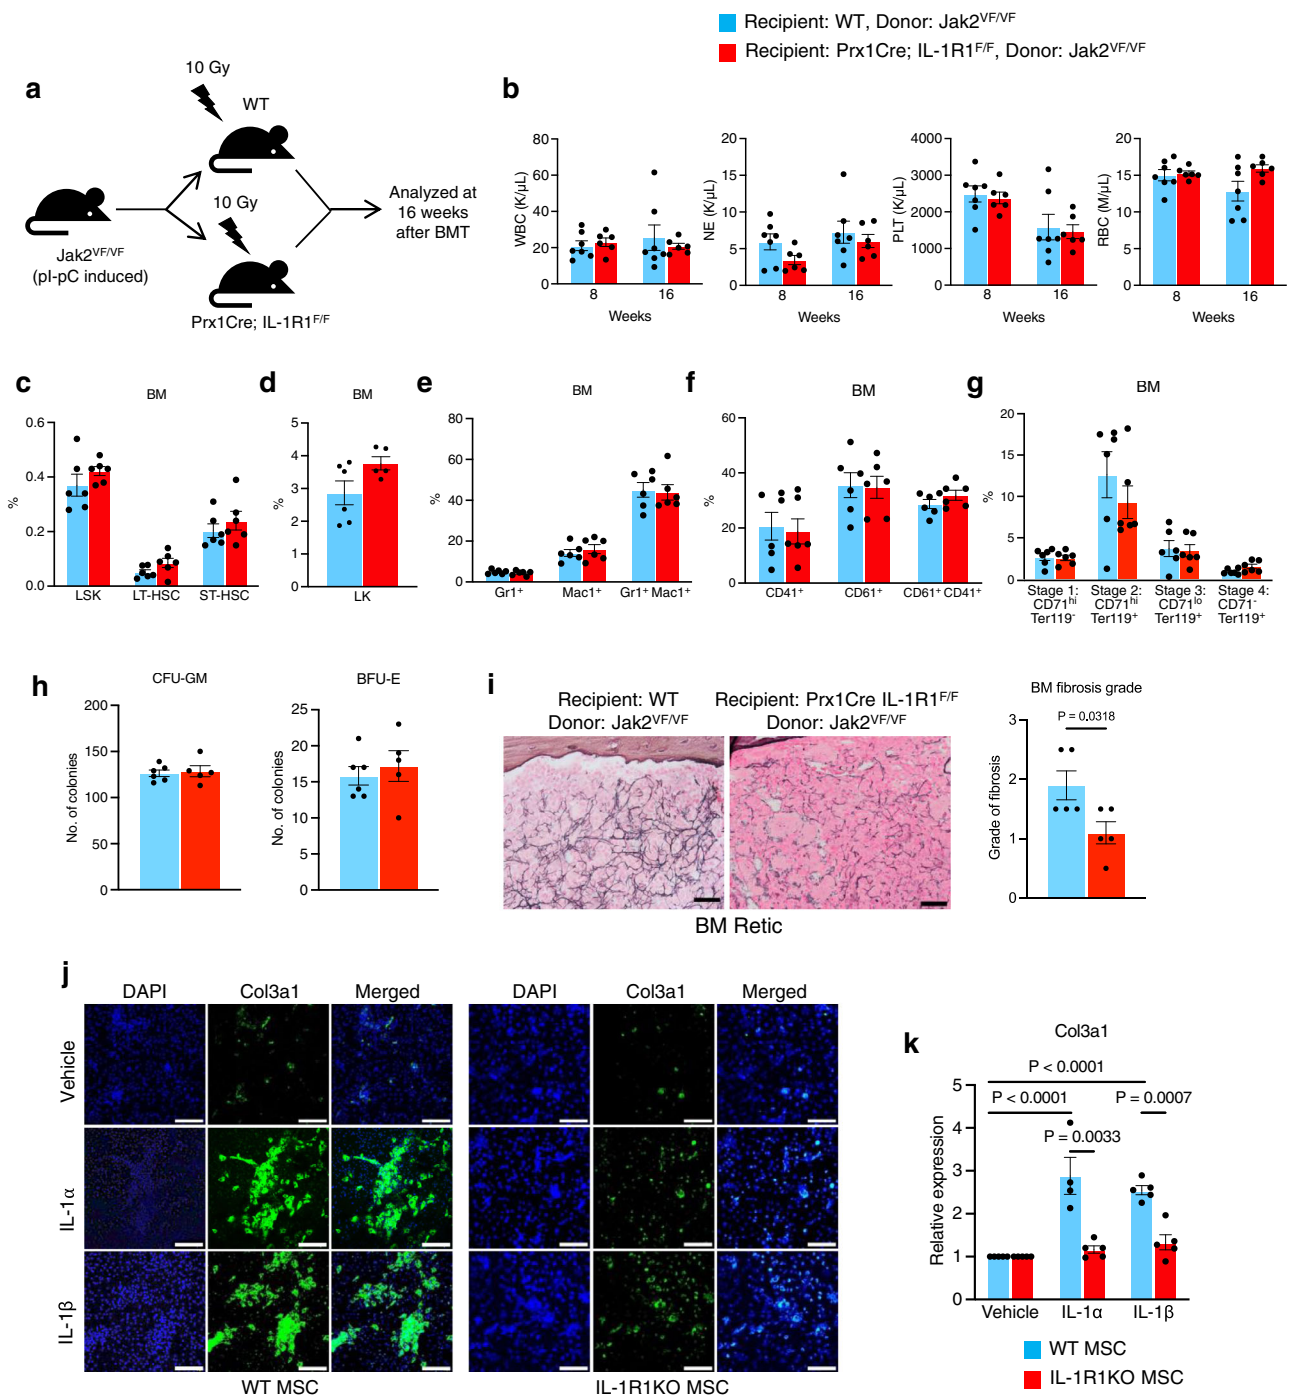 Recipient: WT, Donor: Jak2VF/VF
Recipient: Prx1Cre; IL-1R1F/F, Donor: Jak2VF/VF
a
10 Gy
WT
10 Gy
Jak2VF/VF
(pI-pC induced)
Prx1Cre; IL-1R1F/F
Analyzed at
16 weeks
after BMT
b
WBC (K/µL)
80
60
40
20
0
8
16
Weeks
NE (K/µL)
20
15
10
5
0
8
16
Weeks
PLT (K/µL)
4000
3000
2000
1000
0
8
16
Weeks
RBC (M/µL)
20
15
10
5
0
8
16
Weeks
c
BM
%
0.6
0.4
0.2
0.0
LSK
LT-HSC
ST-HSC
d
BM
%
5
4
3
2
1
0
LK
e
BM
%
80
60
40
20
0
Gr1+
Mac1+
Gr1+ Mac1+
f
BM
%
60
40
20
0
CD41+
CD61+
CD61+ CD41+
g
BM
%
20
15
10
5
0
Stage 1:
CD71hi
Ter119-
Stage 2:
CD71hi
Ter119+
Stage 3:
CD71lo
Ter119+
Stage 4:
CD71-
Ter119+
h
CFU-GM
No. of colonies
200
150
100
50
0
BFU-E
No. of colonies
25
20
15
10
5
0
i
Recipient: WT
Donor: Jak2VF/VF
Recipient: Prx1Cre IL-1R1F/F
Donor: Jak2VF/VF
BM Retic
BM fibrosis grade
P = 0.0318
Grade of fibrosis
3
2
1
0
j
DAPI
Col3a1
Merged
DAPI
Col3a1
Merged
Vehicle
IL-1α
IL-1β
WT MSC
IL-1R1KO MSC
k
Col3a1
P < 0.0001
P < 0.0001
P = 0.0007
P = 0.0033
Relative expression
5
4
3
2
1
0
Vehicle
IL-1α
IL-1β
WT MSC
IL-1R1KO MSC